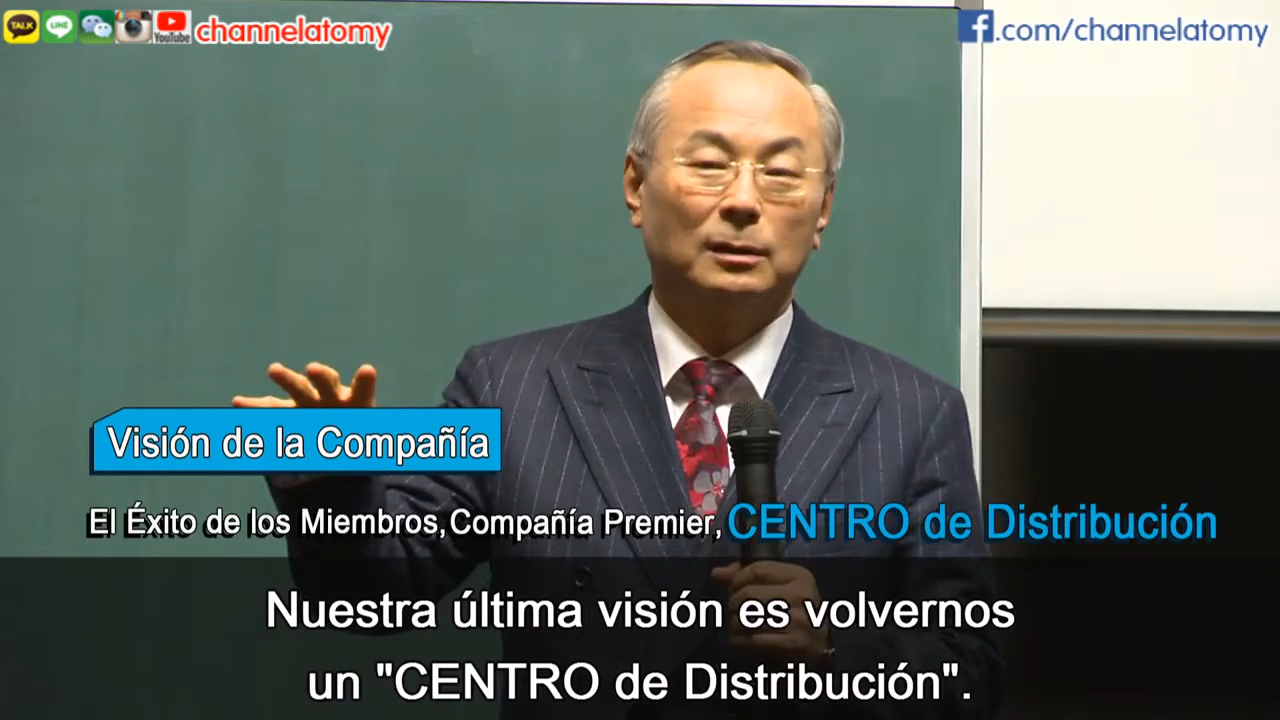 TALK
LINE
YouTube
channelatomy
f.com/channelatomy
Visión de la Compañía
El Éxito de los Miembros, Compañía Premier, CENTRO de Distribución
Nuestra última visión es volvernos
un "CENTRO de Distribución".